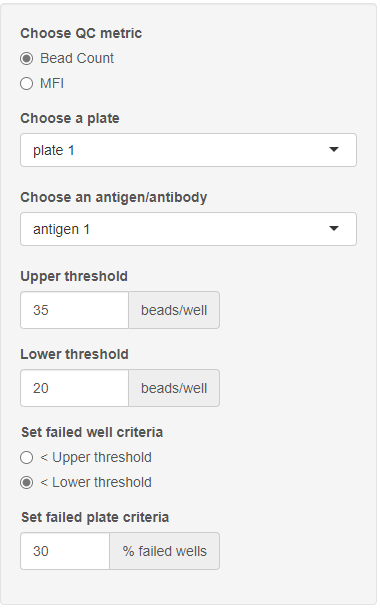 Choose QC metric
Bead Count
MFI
Choose a plate
plate 1
Choose an antigen/antibody
antigen 1
Upper threshold
35 beads/well
Lower threshold
20 beads/well
Set failed well criteria
< Upper threshold
< Lower threshold
Set failed plate criteria
30 % failed wells